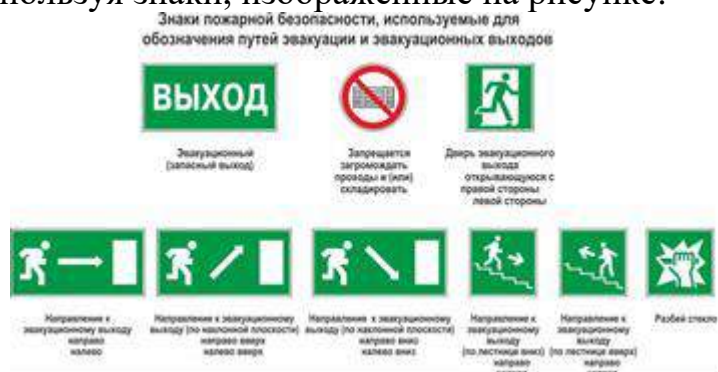 пользуя знаки, изображенные на рисунке.
Знаки пожарной безопасности, используемые для
обозначения путей эвакуации и эвакуационных выходов
ВЫХОД
Эвакуационный
(запасный выход)
Запрещается
загромождать
проводы и (или)
складировать
Дверь эвакуационного
выхода
открывающуюся с
правой стороны
левой стороны
Направление к
эвакуационному выходу
направо
налево
Направление к эвакуационному
выходу (по наклонной плоскости)
направо вверх
налево вверх
Направление к эвакуационному
выходу (по наклонной плоскости)
направо вниз
налево вниз
Направление к
эвакуационному
выходу
(по лестнице вниз)
направо
Направление к
эвакуационному
выходу
(по лестнице вверх)
направо
Разбей стекло